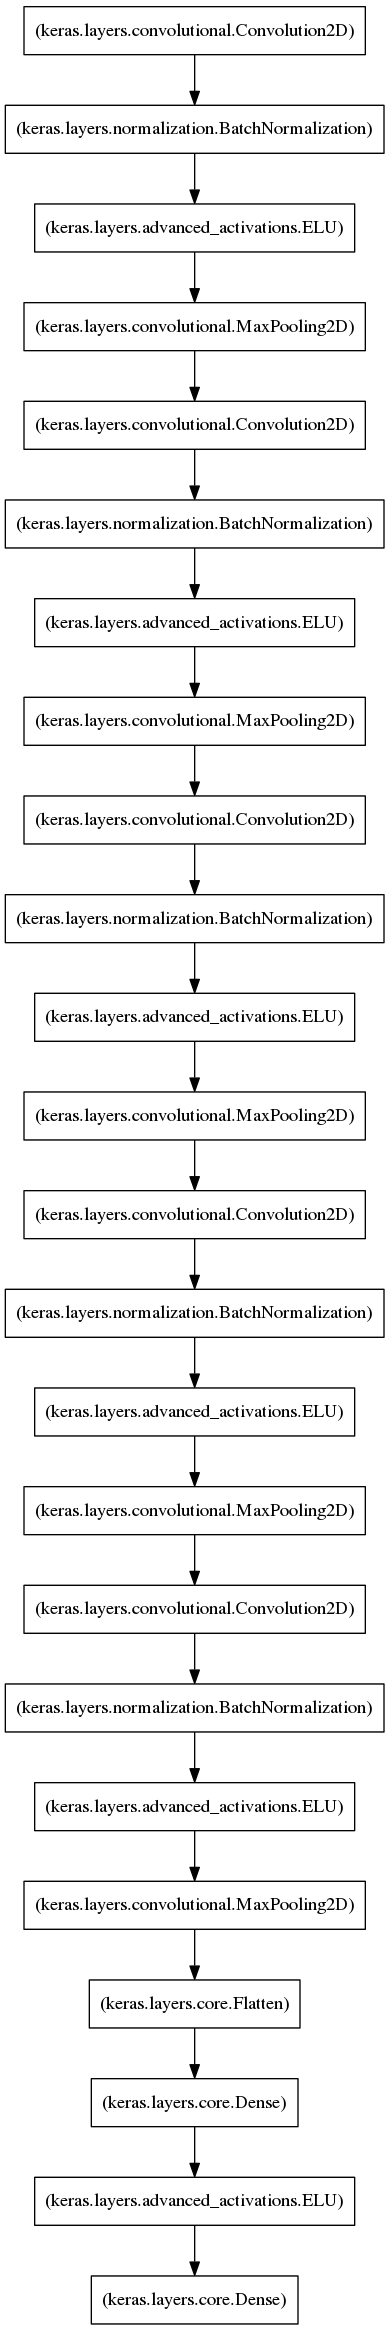 (keras.layers.convolutional.Convolution2D)
(keras.layers.normalization.BatchNormalization)
(keras.layers.advanced_activations.ELU)
(keras.layers.convolutional.MaxPooling2D)
(keras.layers.convolutional.Convolution2D)
(keras.layers.normalization.BatchNormalization)
(keras.layers.advanced_activations.ELU)
(keras.layers.convolutional.MaxPooling2D)
(keras.layers.convolutional.Convolution2D)
(keras.layers.normalization.BatchNormalization)
(keras.layers.advanced_activations.ELU)
(keras.layers.convolutional.MaxPooling2D)
(keras.layers.convolutional.Convolution2D)
(keras.layers.normalization.BatchNormalization)
(keras.layers.advanced_activations.ELU)
(keras.layers.convolutional.MaxPooling2D)
(keras.layers.convolutional.Convolution2D)
(keras.layers.normalization.BatchNormalization)
(keras.layers.advanced_activations.ELU)
(keras.layers.convolutional.MaxPooling2D)
(keras.layers.core.Flatten)
(keras.layers.core.Dense)
(keras.layers.advanced_activations.ELU)
(keras.layers.core.Dense)